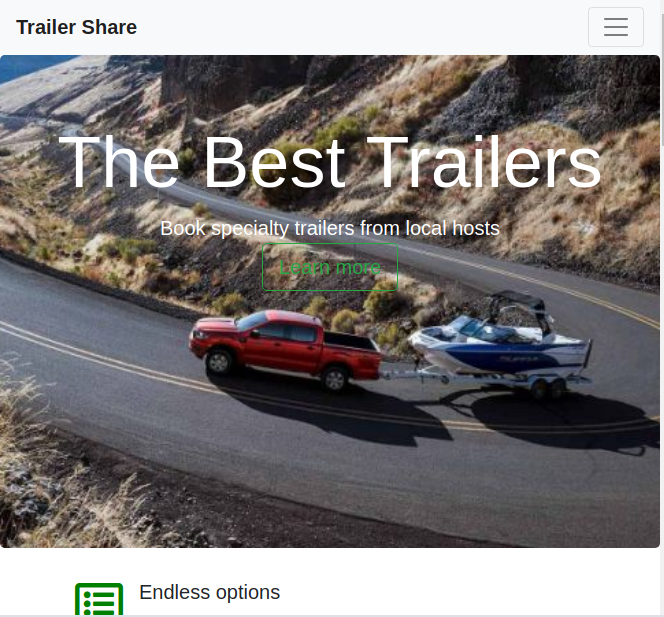 Trailer Share
The Best Trailers
Book specialty trailers from local hosts
Learn more
Endless options